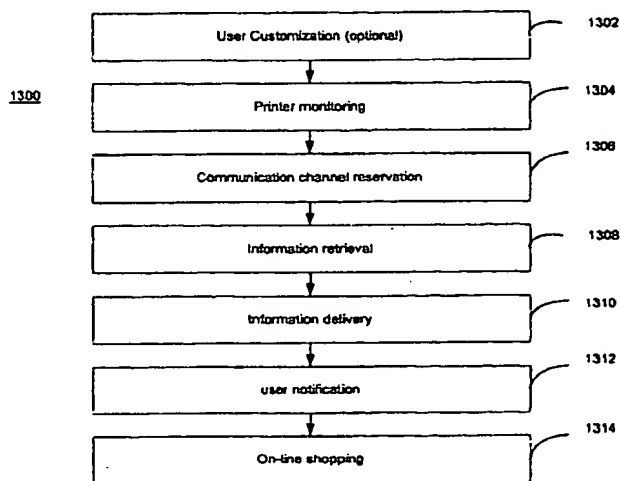 User Customization (optional) 1302
1300
Printer monitoring 1304
Communication channel reservation 1306
Information retrieval 1308
Information delivery 1310
user notification 1312
On-line shopping 1314